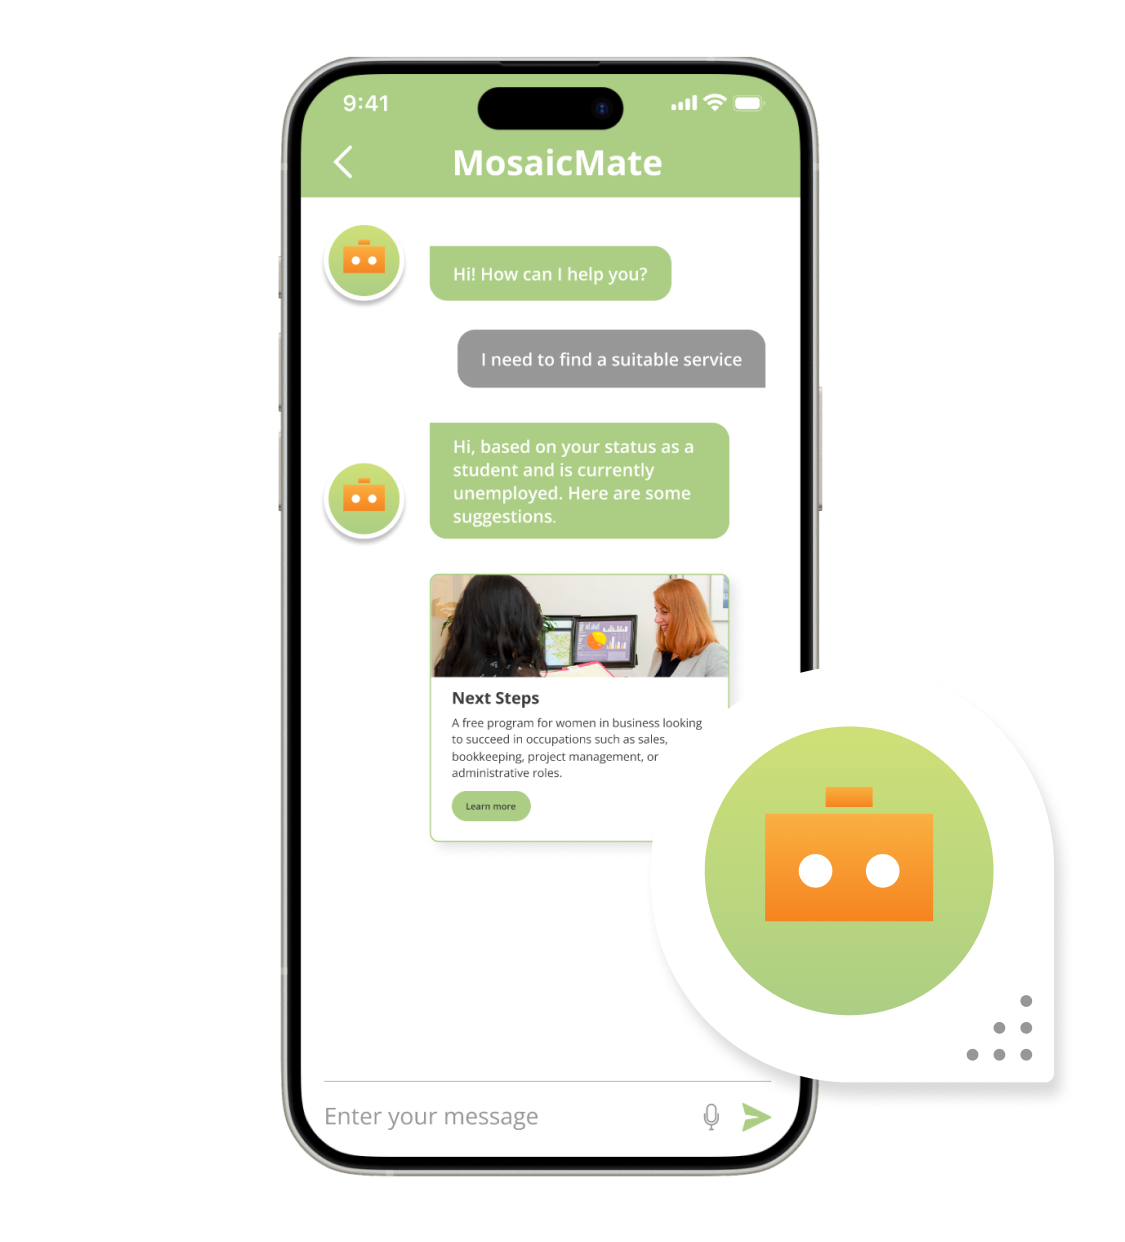 9:41
MosaicMate
Hi! How can I help you?
I need to find a suitable service
Hi, based on your status as a
student and is currently
unemployed. Here are some
suggestions.
Next Steps
A free program for women in business looking
to succeed in occupations such as sales,
bookkeeping, project management, or
administrative roles.
Learn more
Enter your message